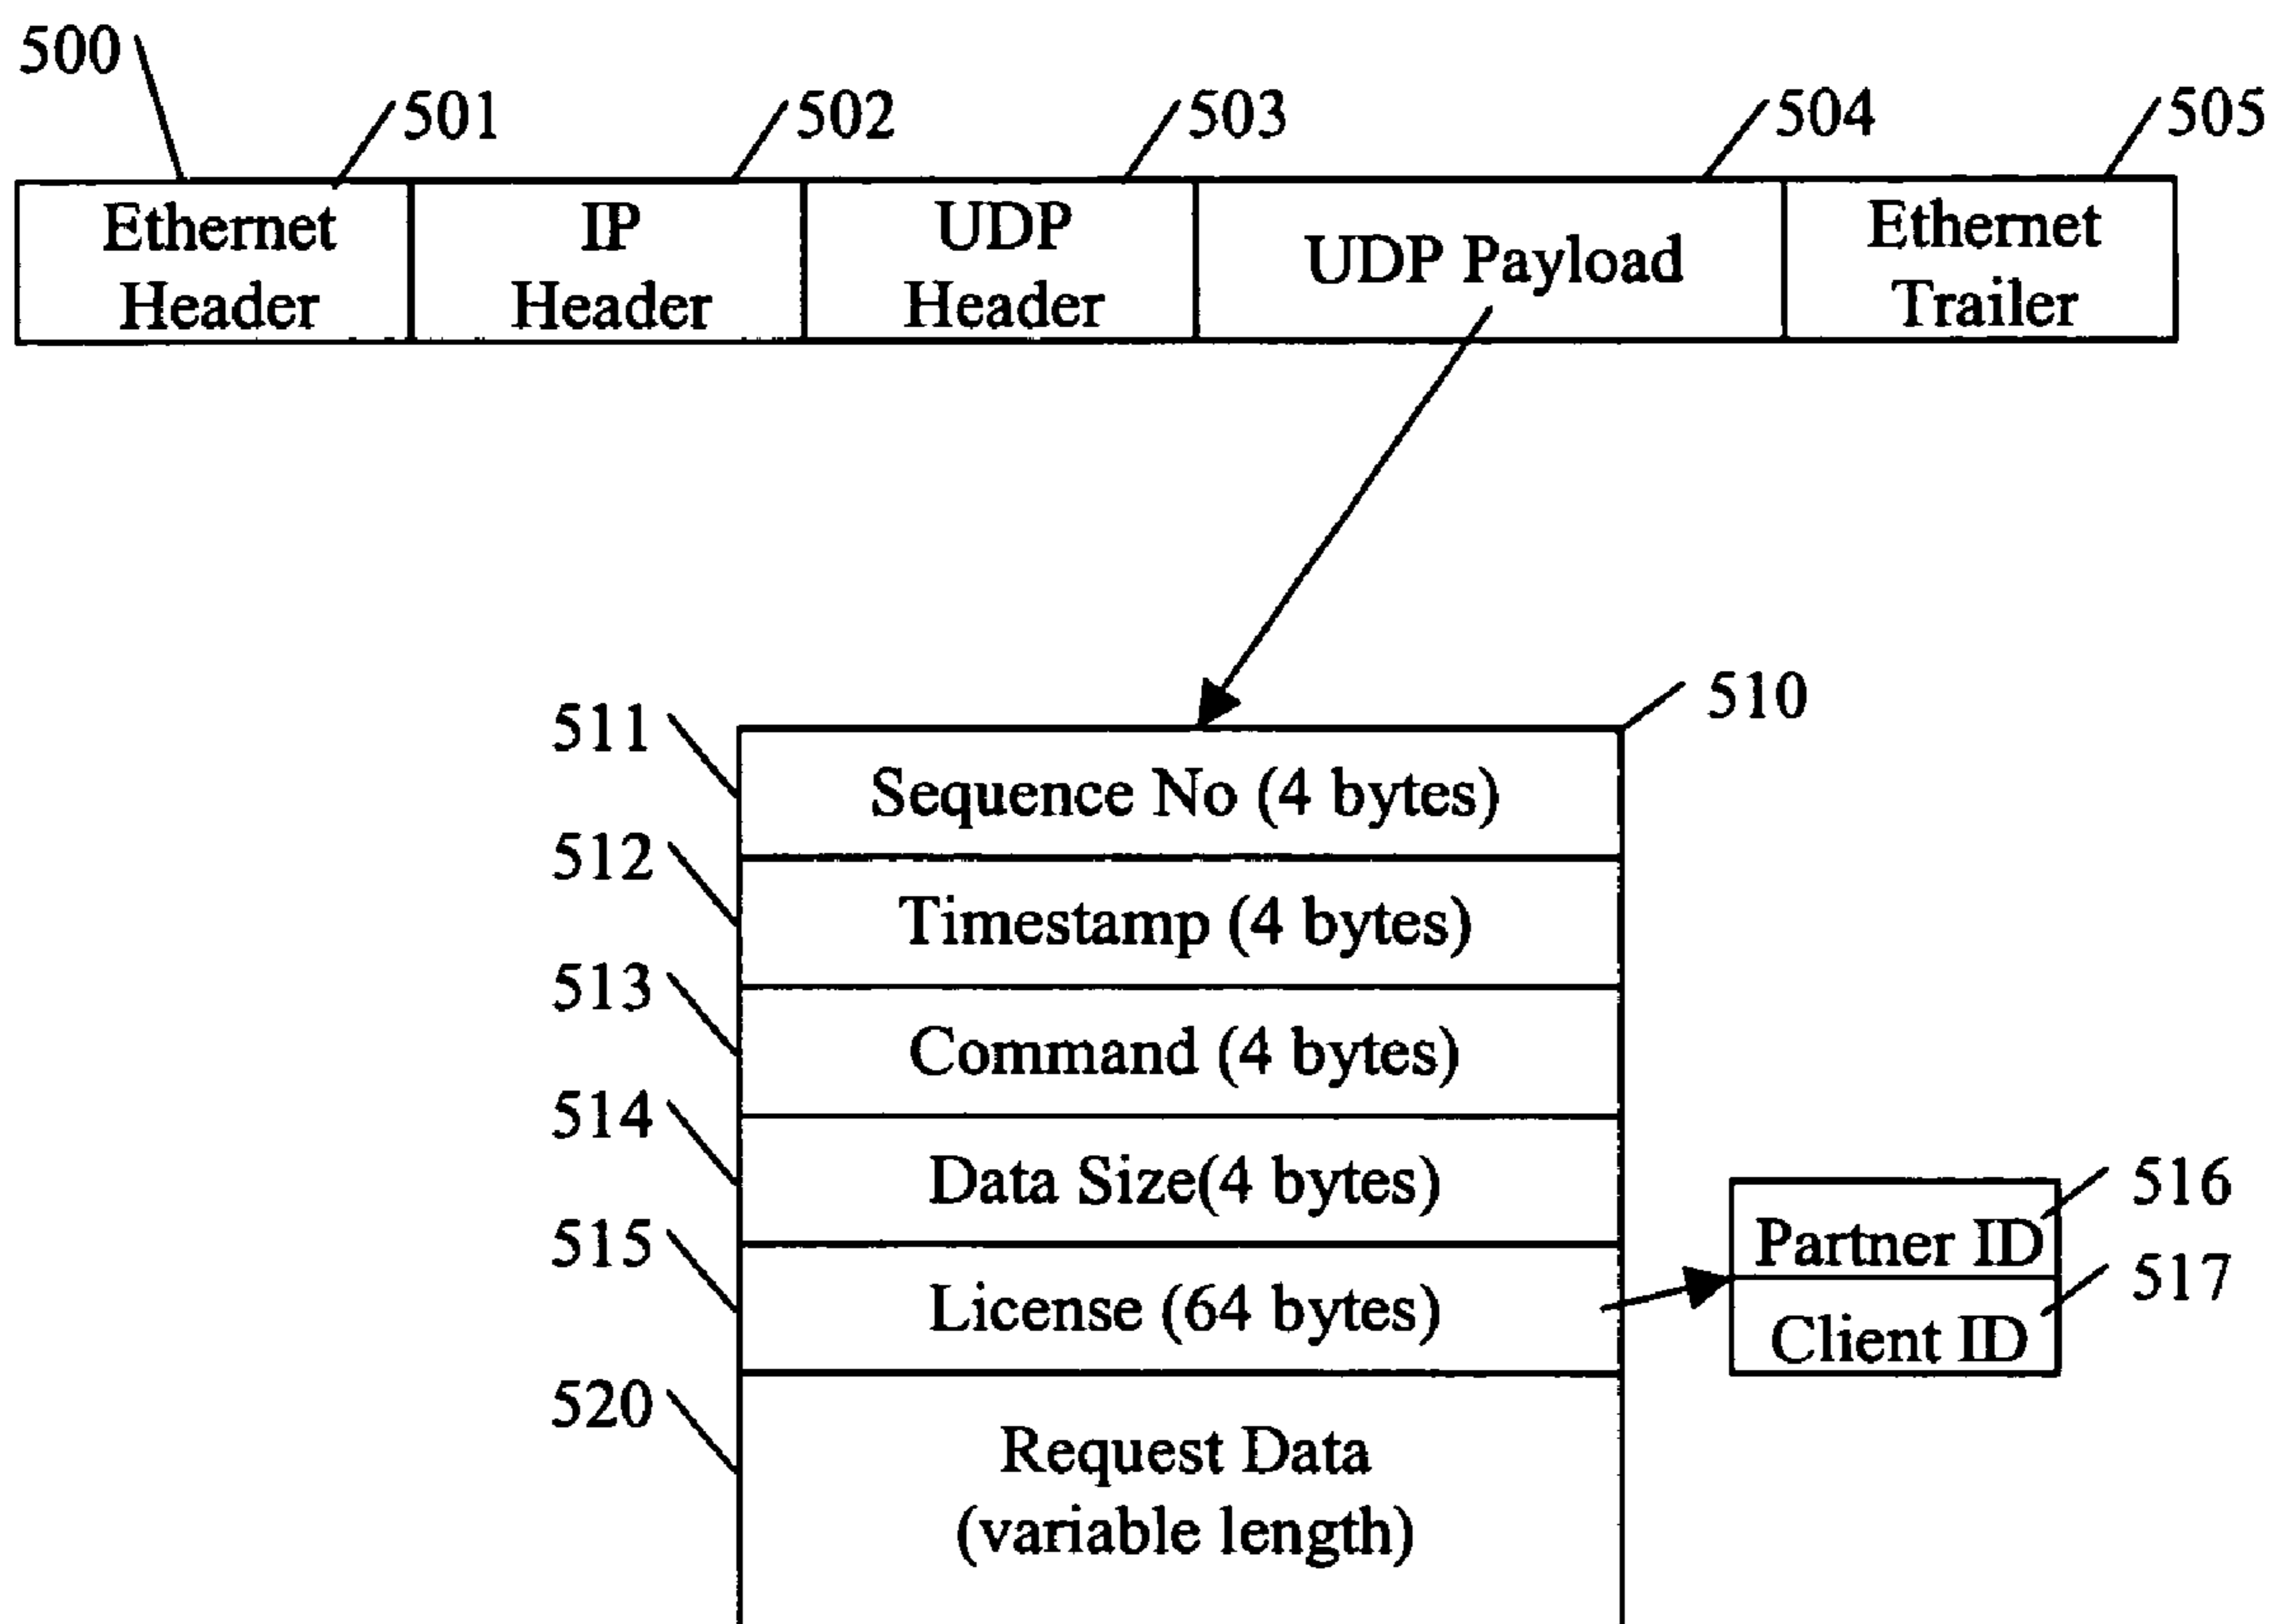 500
501
502
503
504
505
Ethernet
Header
IP
Header
UDP
Header
UDP Payload
Ethernet
Trailer
510
511
Sequence No (4 bytes)
512
Timestamp (4 bytes)
513
Command (4 bytes)
514
Data Size(4 bytes)
515
License (64 bytes)
516
Partner ID
517
Client ID
520
Request Data
(variable length)